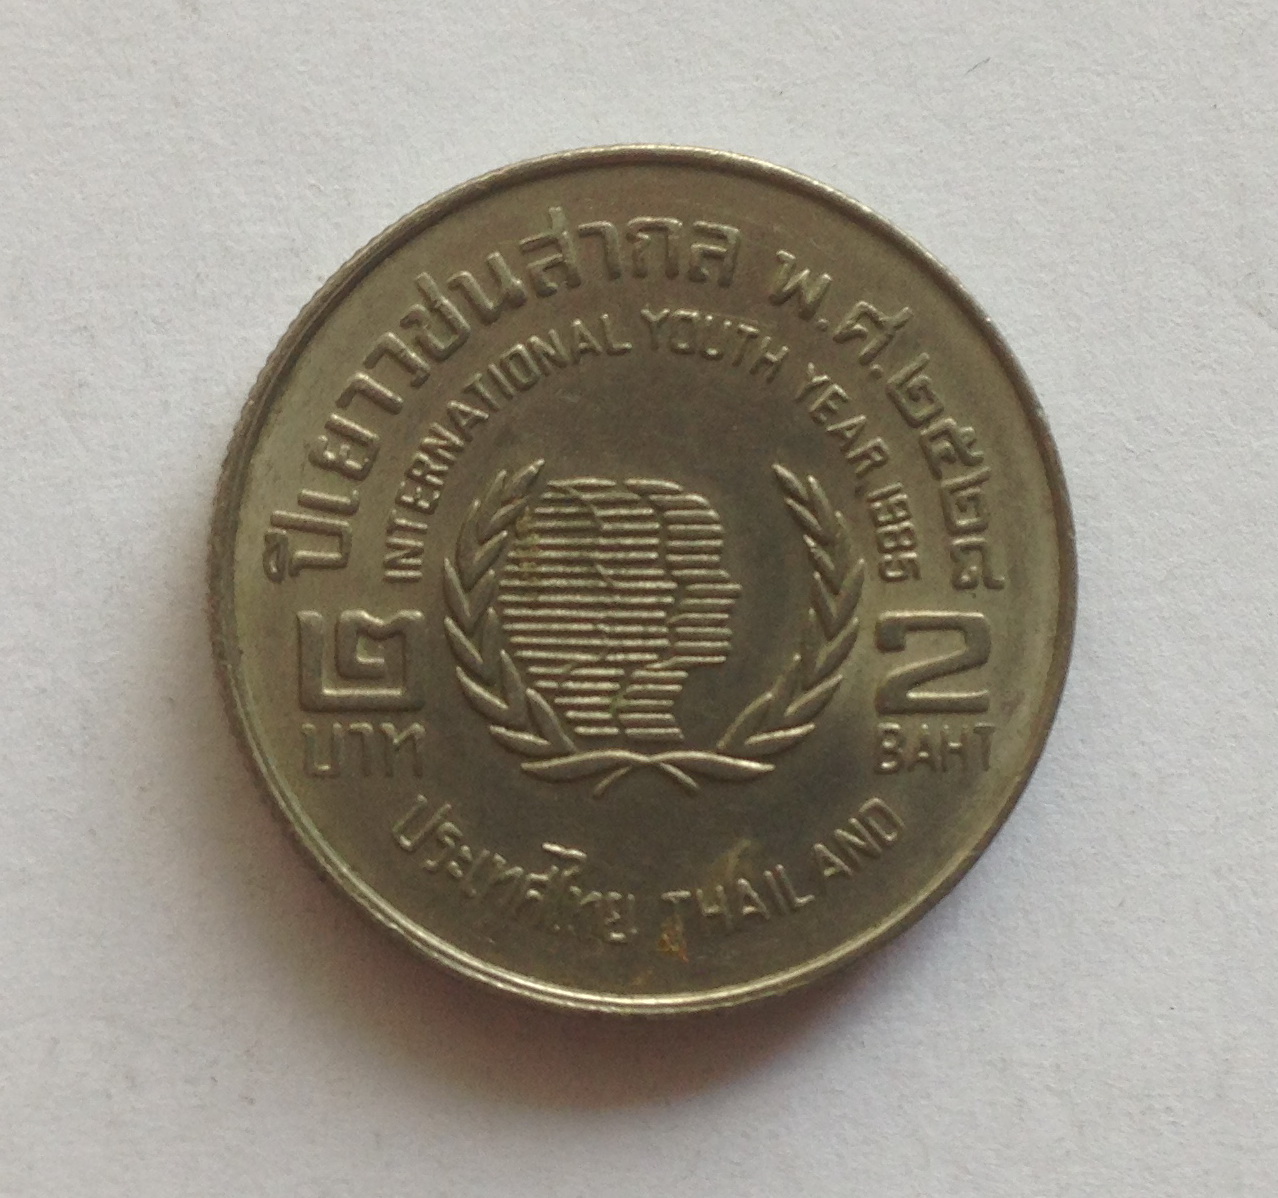 ปีเยาวชนสากล พ.ศ.๒๕๒๘
INTERNATIONAL YOUTH YEAR, 1985
๒
บาท
2
BAHT
ประเทศไทย THAILAND